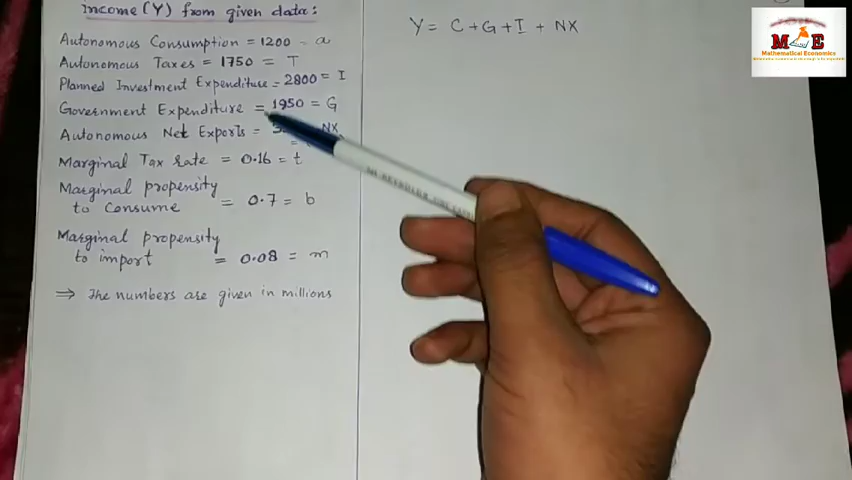 Income (Y) from given data:
Autonomous Consumption = 1200 - a
Autonomous Taxes = 1750 = T
Planned Investment Expenditure = 2800 = I
Government Expenditure = 1950 = G
Autonomous Net Exports = NX
Marginal Tax rate = 0.16 = t
Marginal propensity
to Consume = 0.7 = b
Marginal propensity
to import = 0.08 = m
⇒ The numbers are given in millions
Y = C + G + I + NX
M E
Mathematical Economics